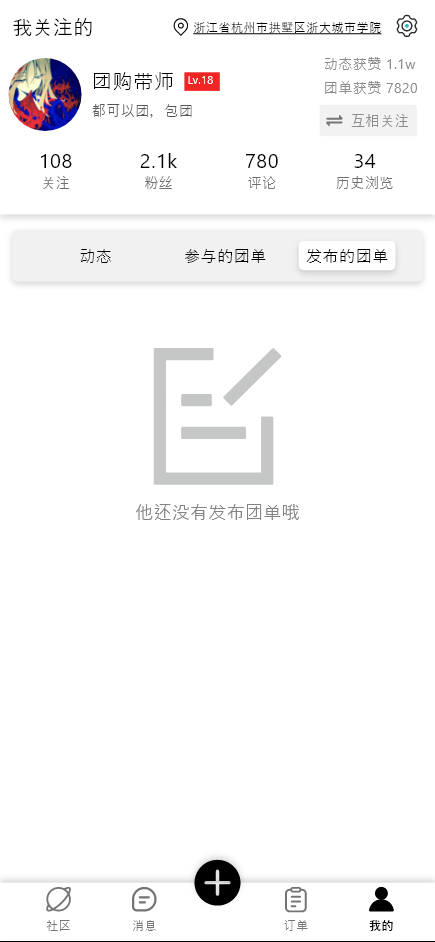 我关注的
浙江省杭州市拱墅区浙大城市学院
团购带师 Lv.18
都可以团，包团
动态获赞 1.1w
团单获赞 7820
互相关注
108 2.1k 780 34
关注 粉丝 评论 历史浏览
动态 参与的团单 发布的团单
他还没有发布团单哦
社区 消息 订单 我的